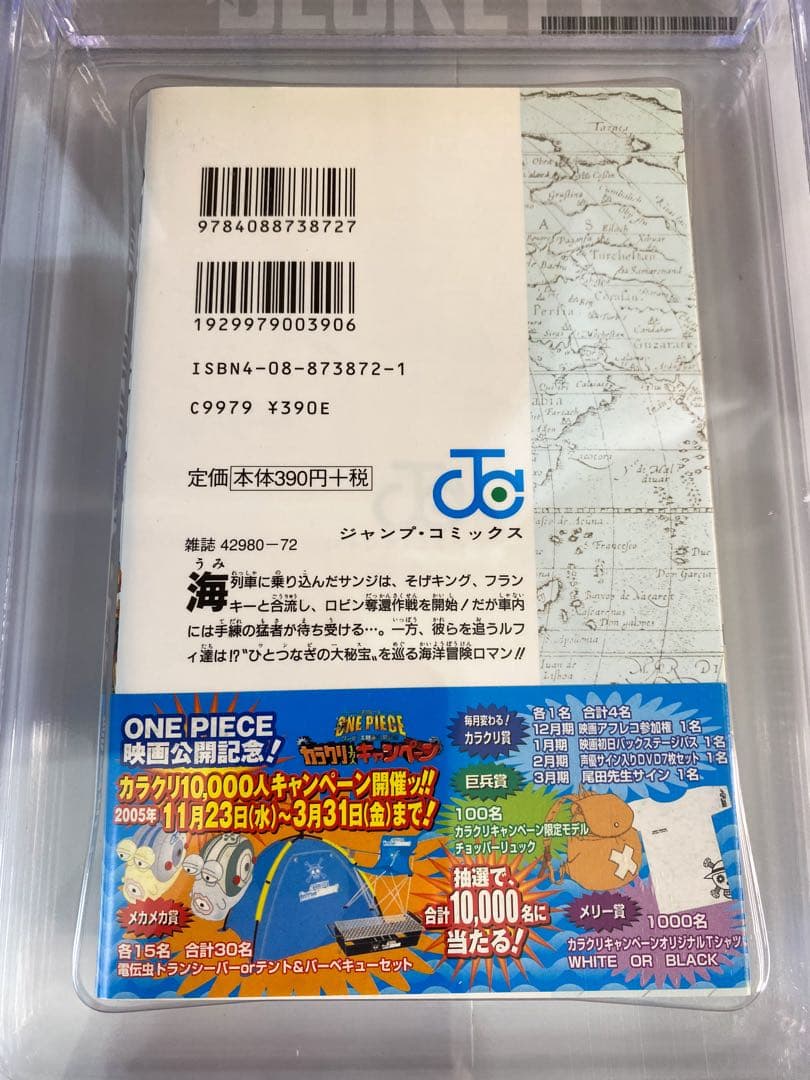 BECKETT
9784088738727
1929979003906
ISBN4-08-873872-1
C9979 ¥390E
定価 本体390円+税
ジャンプ・コミックス
雑誌 42980-72
海列車に乗り込んだサンジは、そげキング、フラン
キーと合流し、ロビン奪還作戦を開始!だが車内
には手練の猛者が待ち受ける…。一方、彼らを追うルフ
ィ達は!?"ひとつなぎの大秘宝"を巡る海洋冒険ロマン!!
ONE PIECE
映画公開記念!
ONE PIECE
カラクリ1万人キャンペーン
カラクリ10,000人キャンペーン開催ッ!!
2005年 11月23日(水)~3月31日(金)まで!
メカメカ賞
各15名 合計30名
電伝虫トランシーバーorテント&バーベキューセット
毎月変わる!
カラクリ賞
各1名 合計4名
12月期 映画アフレコ参加権 1名
1月期 映画初日バックステージパス 1名
2月期 声優サイン入りDVD7枚セット 1名
3月期 尾田先生サイン 1名
巨兵賞
100名
カラクリキャンペーン限定モデル
チョッパーリュック
抽選で、
合計10,000名に
当たる!
メリー賞
1000名
カラクリキャンペーンオリジナルTシャツ
WHITE OR BLACK
Tartaria
Persia
Turchestan
Samarchand
Guzarate
Aden
Francesco
Don Garcia
Don galopes
Juan de
Lisboa